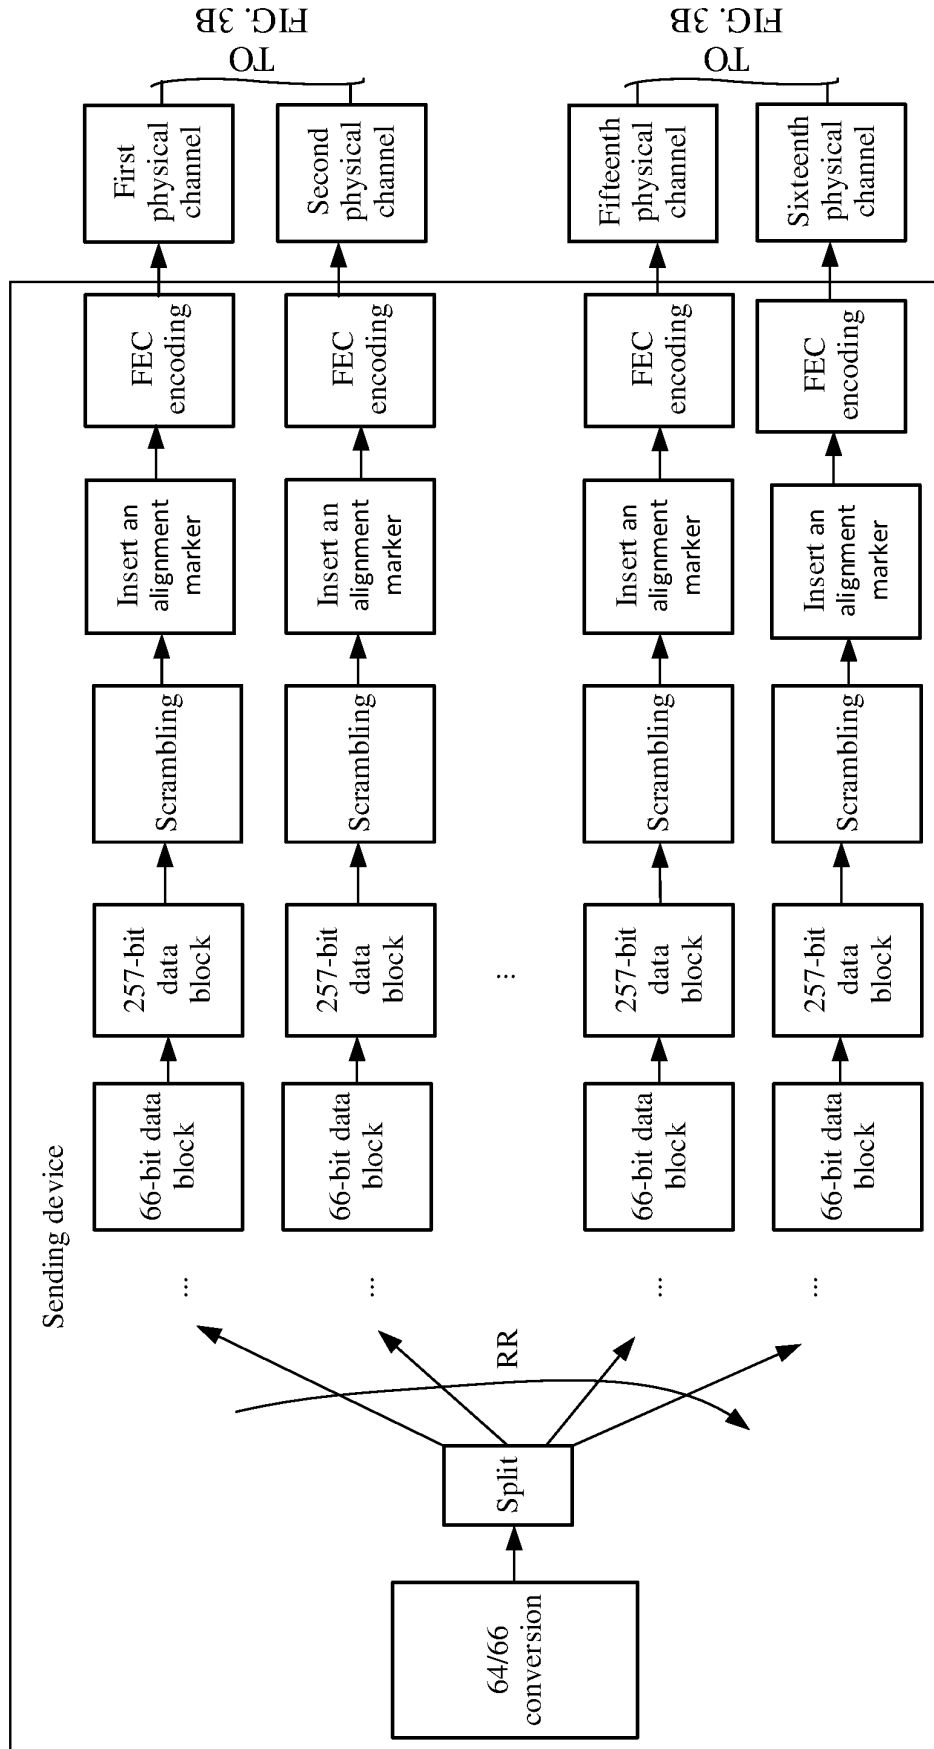 Sending device
64/66
conversion
Split
RR
...
66-bit data
block
257-bit
data
block
Scrambling
Insert an
alignment
marker
FEC
encoding
First
physical
channel
...
66-bit data
block
257-bit
data
block
Scrambling
Insert an
alignment
marker
FEC
encoding
Second
physical
channel
TO
FIG. 3B
...
...
66-bit data
block
257-bit
data
block
Scrambling
Insert an
alignment
marker
FEC
encoding
Fifteenth
physical
channel
...
66-bit data
block
257-bit
data
block
Scrambling
Insert an
alignment
marker
FEC
encoding
Sixteenth
physical
channel
TO
FIG. 3B